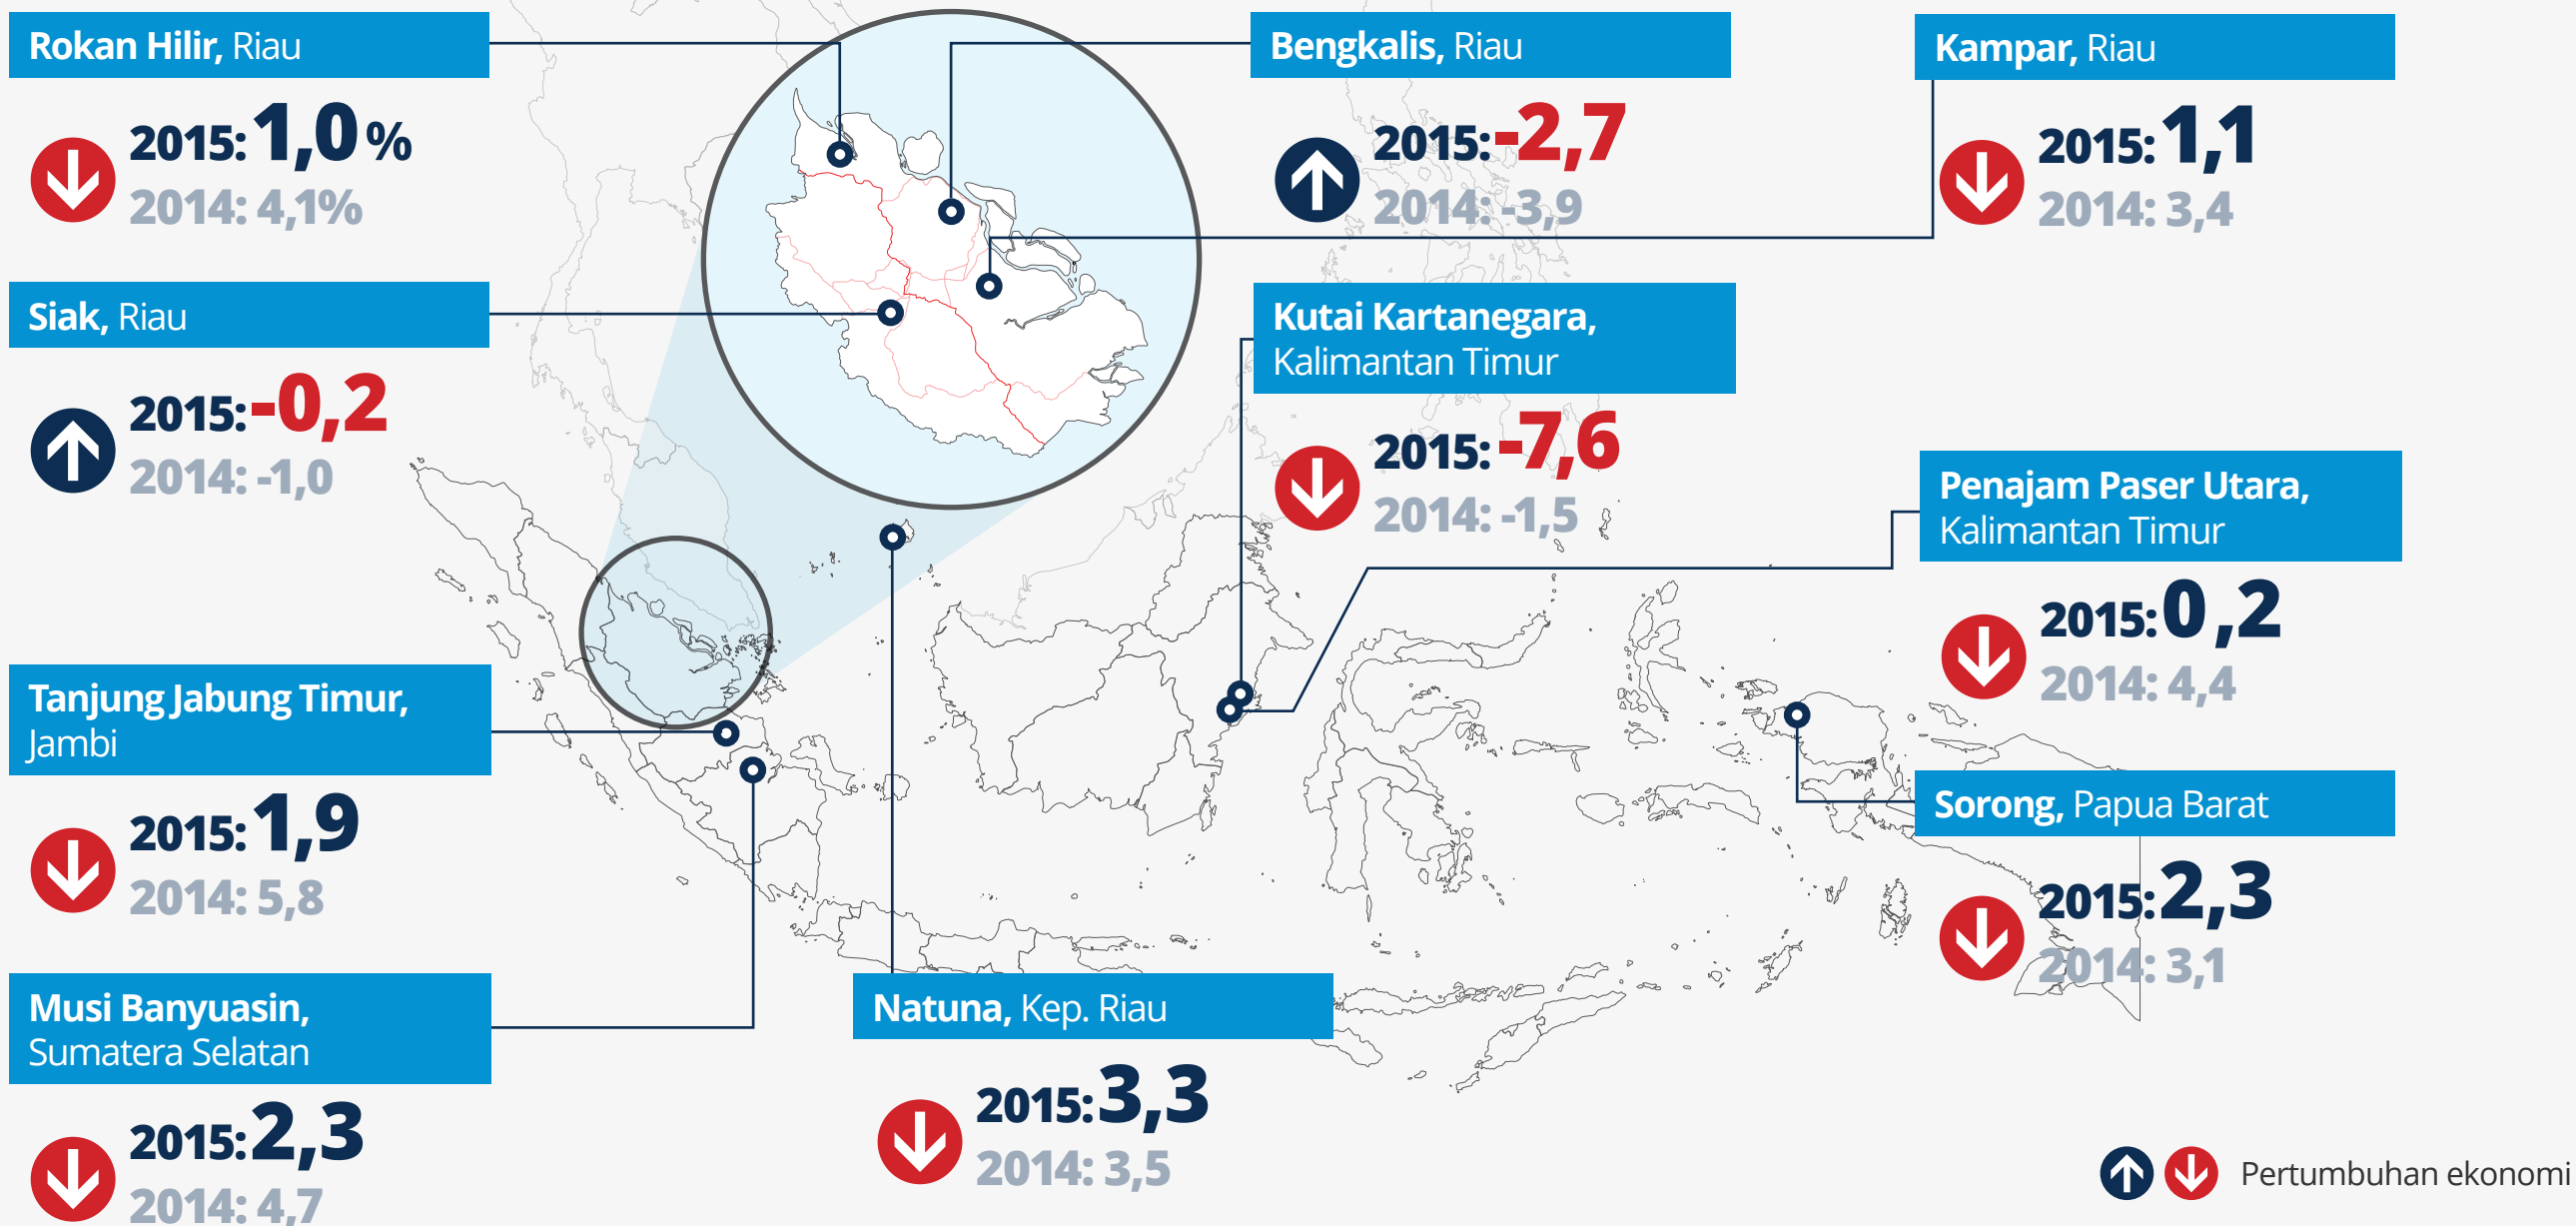 Rokan Hilir, Riau
2015: 1,0 %
2014: 4,1%
Bengkalis, Riau
2015: -2,7
2014: -3,9
Kampar, Riau
2015: 1,1
2014: 3,4
Siak, Riau
2015: -0,2
2014: -1,0
Kutai Kartanegara,
Kalimantan Timur
2015: -7,6
2014: -1,5
Penajam Paser Utara,
Kalimantan Timur
2015: 0,2
2014: 4,4
Tanjung Jabung Timur,
Jambi
2015: 1,9
2014: 5,8
Sorong, Papua Barat
2015: 2,3
2014: 3,1
Musi Banyuasin,
Sumatera Selatan
2015: 2,3
2014: 4,7
Natuna, Kep. Riau
2015: 3,3
2014: 3,5
Pertumbuhan ekonomi